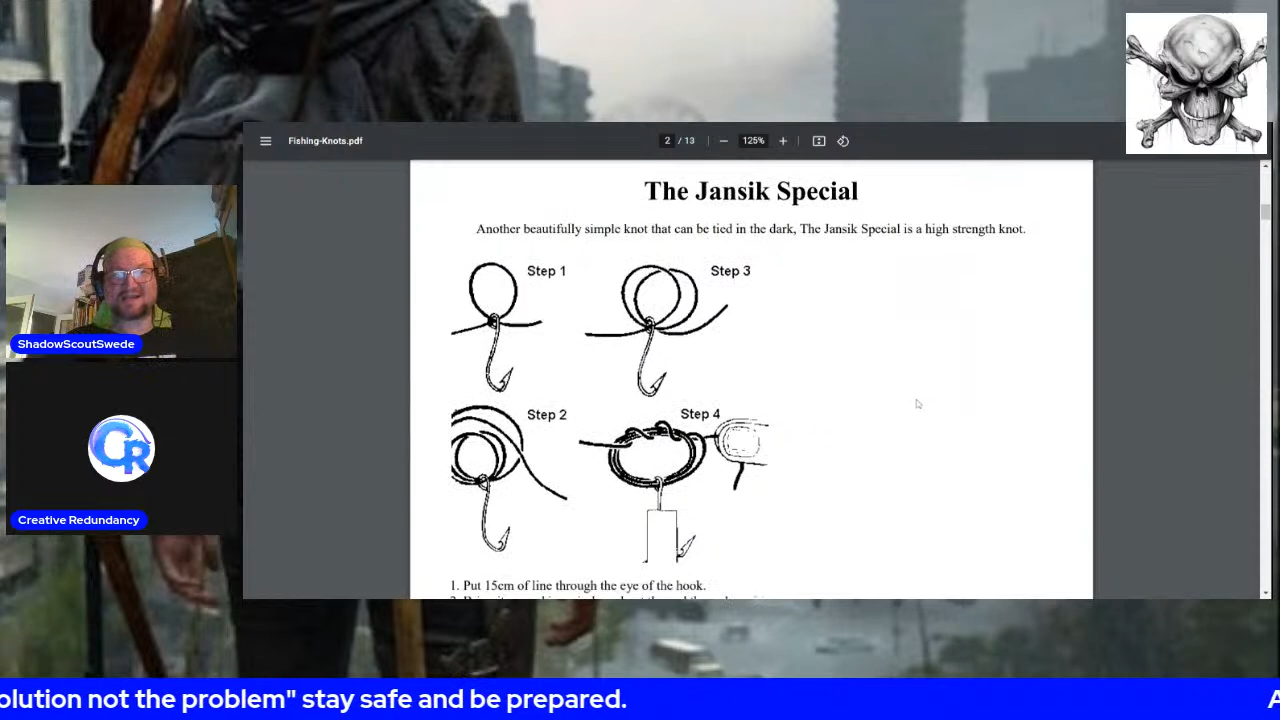 Fishing-Knots.pdf
2 / 13
125%
The Jansik Special
Another beautifully simple knot that can be tied in the dark, The Jansik Special is a high strength knot.
Step 1
Step 3
Step 2
Step 4
1. Put 15cm of line through the eye of the hook.
ShadowScoutSwede
CR
Creative Redundancy
olution not the problem" stay safe and be prepared.
A